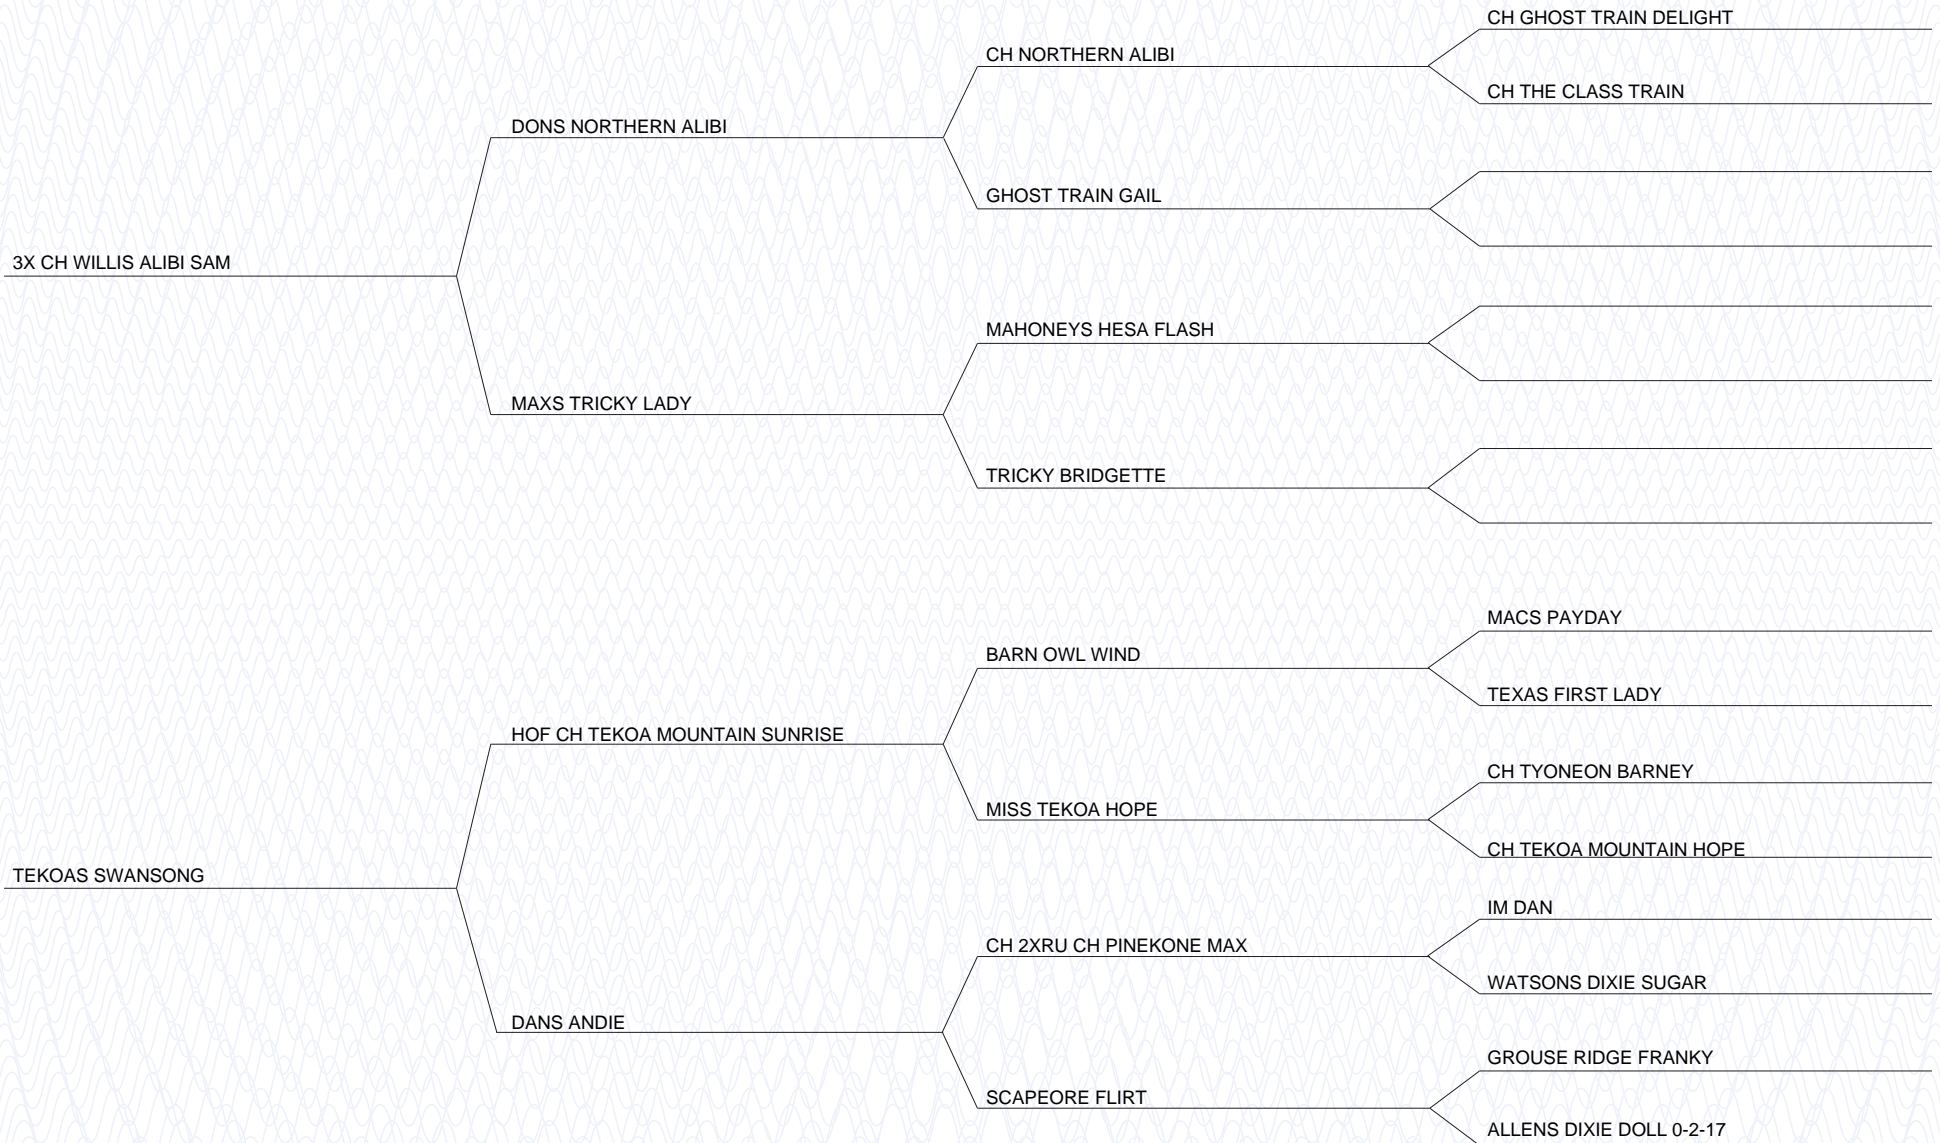 CH GHOST TRAIN DELIGHT
CH NORTHERN ALIBI
CH THE CLASS TRAIN
DONS NORTHERN ALIBI
GHOST TRAIN GAIL
3X CH WILLIS ALIBI SAM
MAHONEYS HESA FLASH
MAXS TRICKY LADY
TRICKY BRIDGETTE
MACS PAYDAY
BARN OWL WIND
TEXAS FIRST LADY
HOF CH TEKOA MOUNTAIN SUNRISE
CH TYONEON BARNEY
MISS TEKOA HOPE
CH TEKOA MOUNTAIN HOPE
TEKOAS SWANSONG
IM DAN
CH 2XRU CH PINEKONE MAX
WATSONS DIXIE SUGAR
DANS ANDIE
GROUSE RIDGE FRANKY
SCAPEORE FLIRT
ALLENS DIXIE DOLL 0-2-17